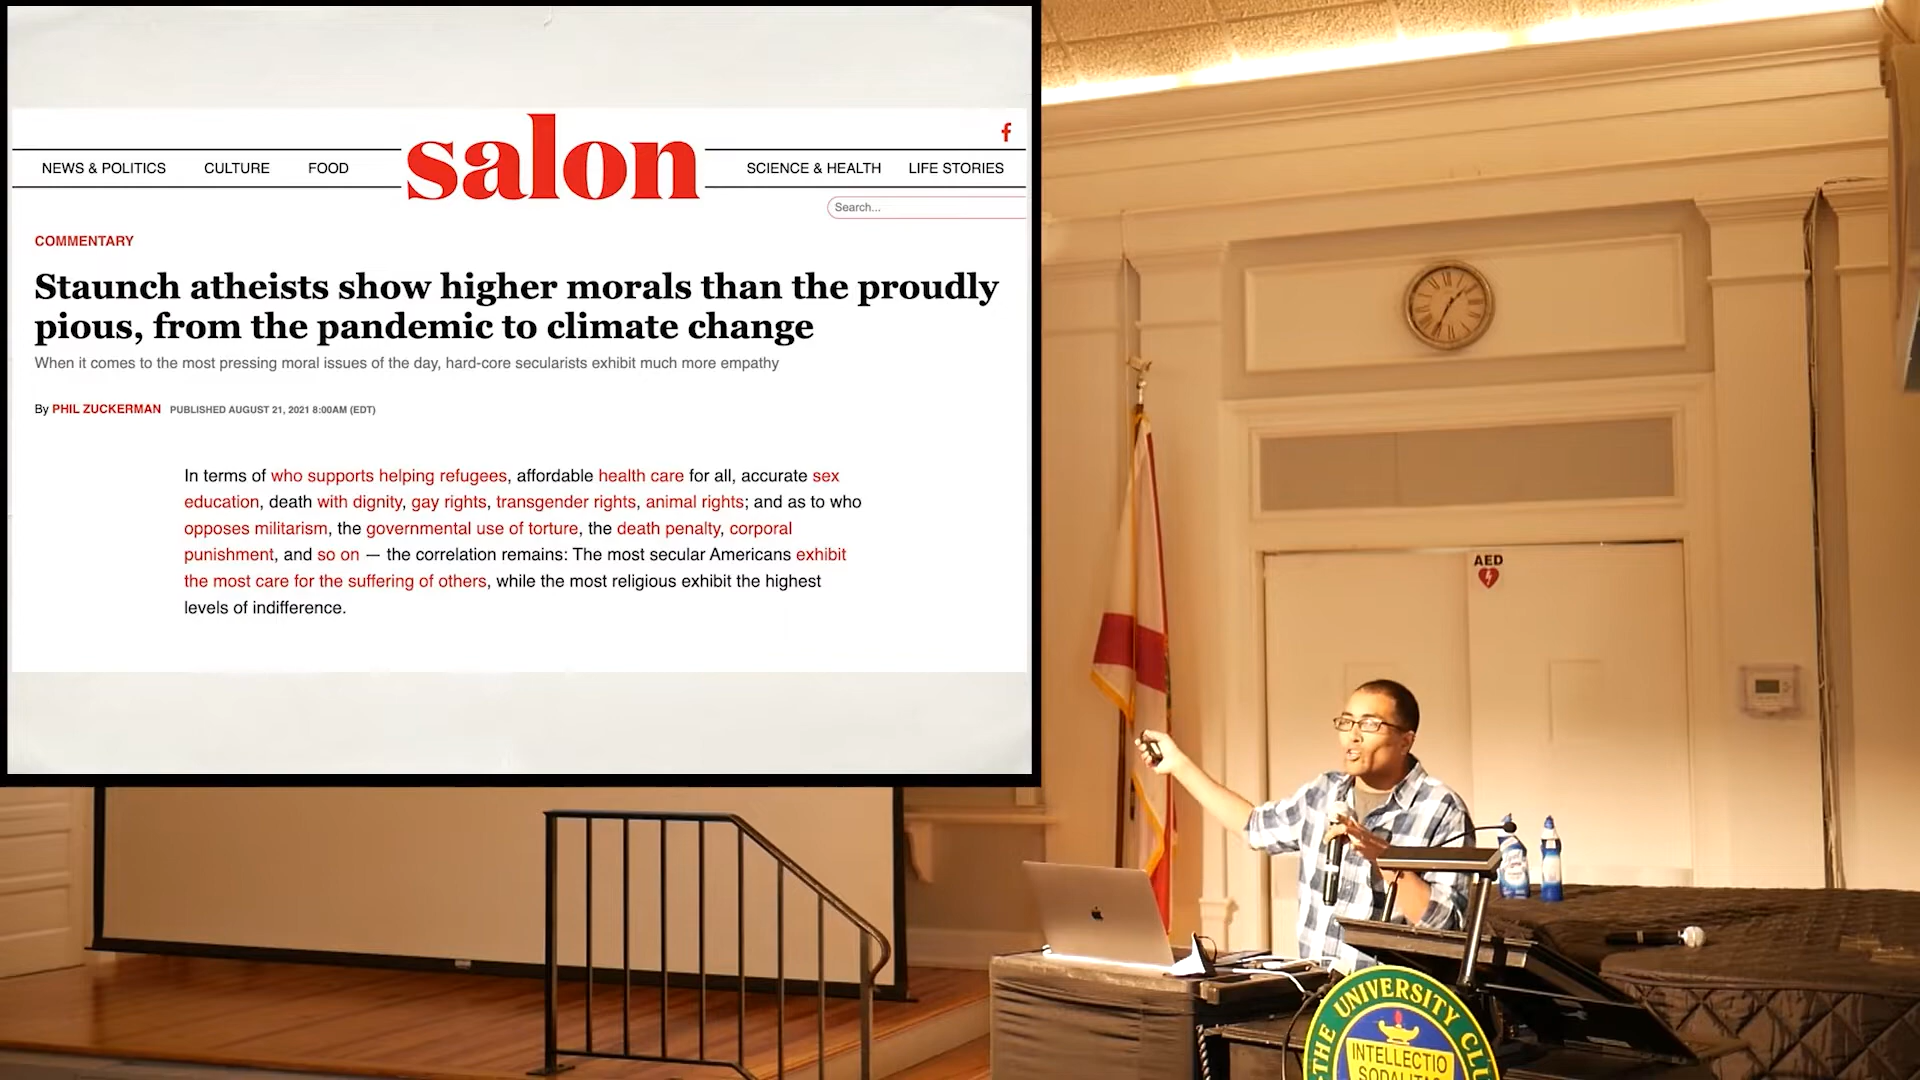 salon
NEWS & POLITICS
CULTURE
FOOD
SCIENCE & HEALTH
LIFE STORIES
Search...
COMMENTARY
Staunch atheists show higher morals than the proudly
pious, from the pandemic to climate change
When it comes to the most pressing moral issues of the day, hard-core secularists exhibit much more empathy
By PHIL ZUCKERMAN PUBLISHED AUGUST 21, 2021 8:00AM (EDT)
In terms of who supports helping refugees, affordable health care for all, accurate sex
education, death with dignity, gay rights, transgender rights, animal rights; and as to who
opposes militarism, the governmental use of torture, the death penalty, corporal
punishment, and so on — the correlation remains: The most secular Americans exhibit
the most care for the suffering of others, while the most religious exhibit the highest
levels of indifference.
AED
THE UNIVERSITY
INTELLECTIO